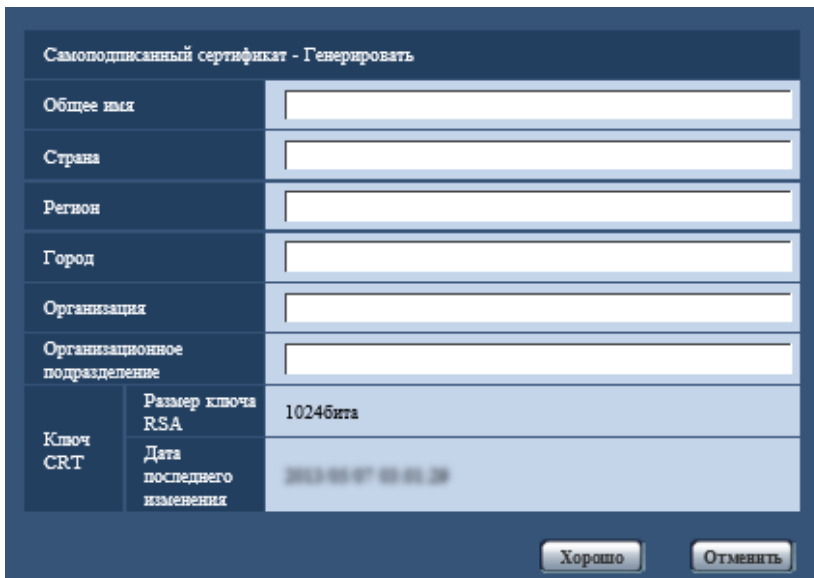 Самоподписанный сертификат - Генерировать
Общее имя
Страна
Регион
Город
Организация
Организационное
подразделение
Ключ
CRT
Размер ключа
RSA
1024бита
Дата
последнего
изменения
Хорошо
Отменить